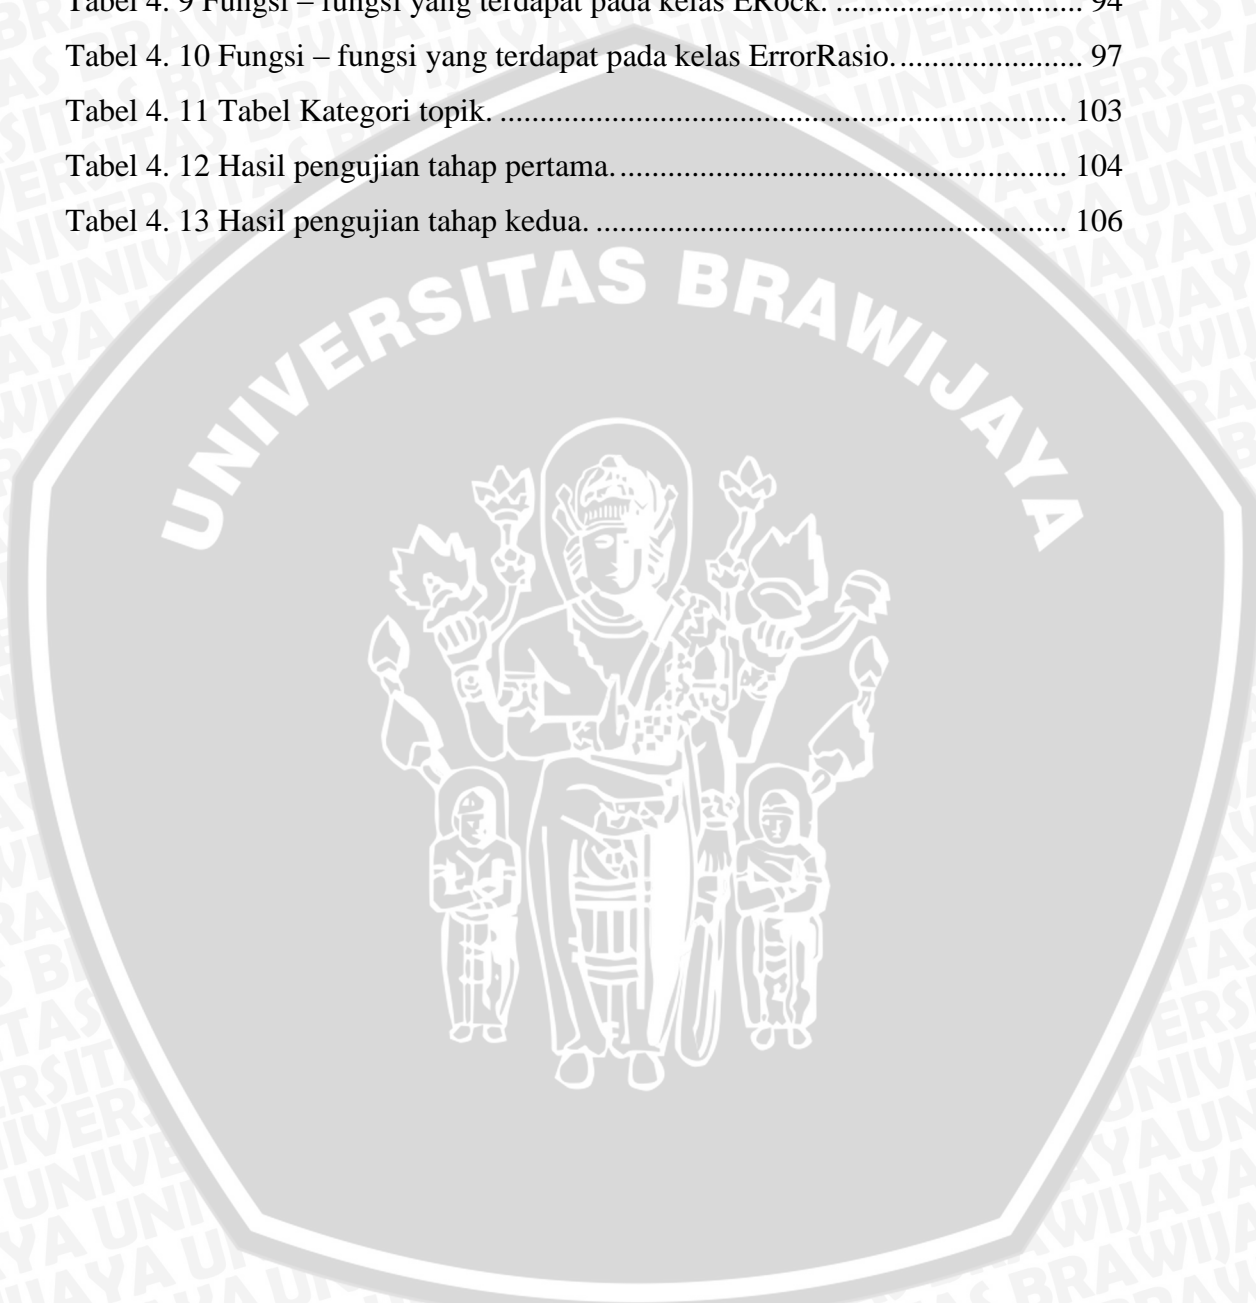 Tabel 4. 9 Fungsi – fungsi yang terdapat pada kelas ERock. ............................... 94
Tabel 4. 10 Fungsi – fungsi yang terdapat pada kelas ErrorRasio. ....................... 97
Tabel 4. 11 Tabel Kategori topik. ....................................................................... 103
Tabel 4. 12 Hasil pengujian tahap pertama. ........................................................ 104
Tabel 4. 13 Hasil pengujian tahap kedua. ........................................................... 106
UNIVERSITAS BRAWIJAYA